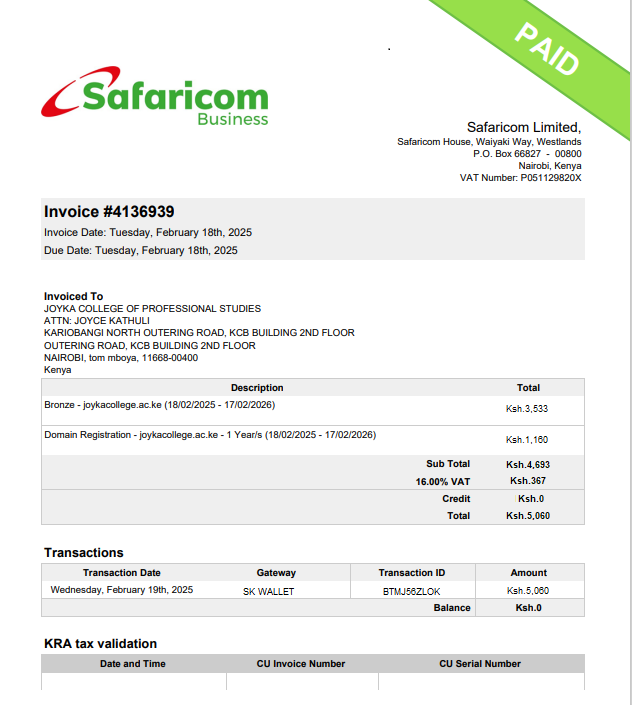 PAID
Safaricom
Business
Safaricom Limited,
Safaricom House, Waiyaki Way, Westlands
P.O. Box 66827 - 00800
Nairobi, Kenya
VAT Number: P051129820X
Invoice #4136939
Invoice Date: Tuesday, February 18th, 2025
Due Date: Tuesday, February 18th, 2025
Invoiced To
JOYKA COLLEGE OF PROFESSIONAL STUDIES
ATTN: JOYCE KATHULI
KARIOBANGI NORTH OUTERING ROAD, KCB BUILDING 2ND FLOOR
OUTERING ROAD, KCB BUILDING 2ND FLOOR
NAIROBI, tom mboya, 11668-00400
Kenya
Description Total
Bronze - joykacollege.ac.ke (18/02/2025 - 17/02/2026) Ksh.3,533
Domain Registration - joykacollege.ac.ke - 1 Year/s (18/02/2025 - 17/02/2026) Ksh.1,160
Sub Total Ksh.4,693
16.00% VAT Ksh.367
Credit Ksh.0
Total Ksh.5,060
Transactions
Transaction Date Gateway Transaction ID Amount
Wednesday, February 19th, 2025 SK WALLET BTMJ56ZLOK Ksh.5,060
Balance Ksh.0
KRA tax validation
Date and Time CU Invoice Number CU Serial Number